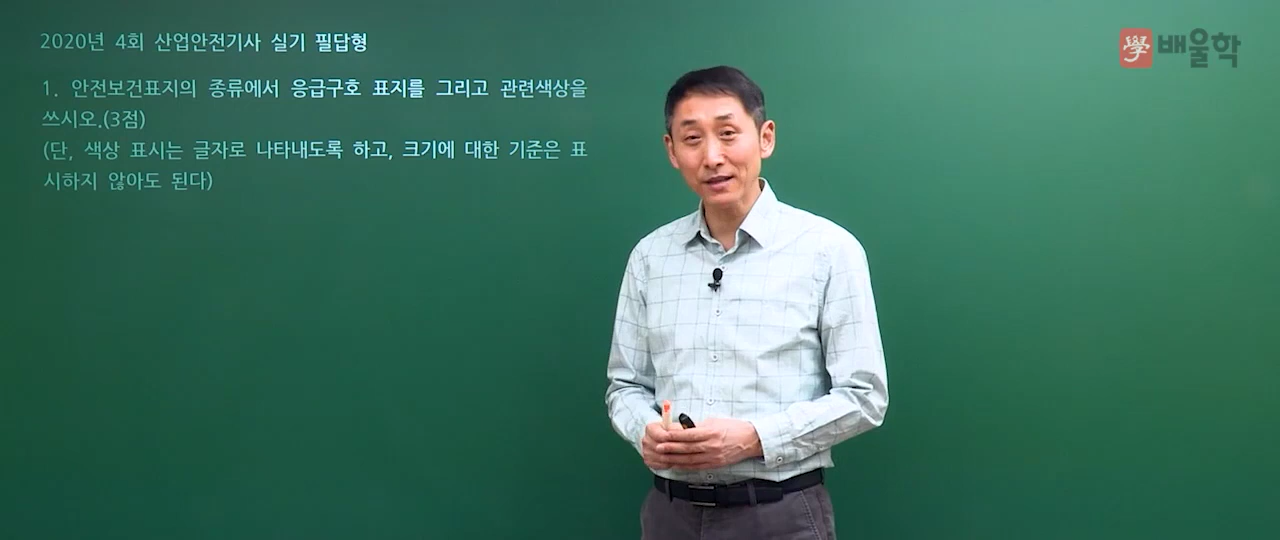 2020년 4회 산업안전기사 실기 필답형
學 배울학
1. 안전보건표지의 종류에서 응급구호 표지를 그리고 관련색상을
쓰시오.(3점)
(단, 색상 표시는 글자로 나타내도록 하고, 크기에 대한 기준은 표
시하지 않아도 된다)